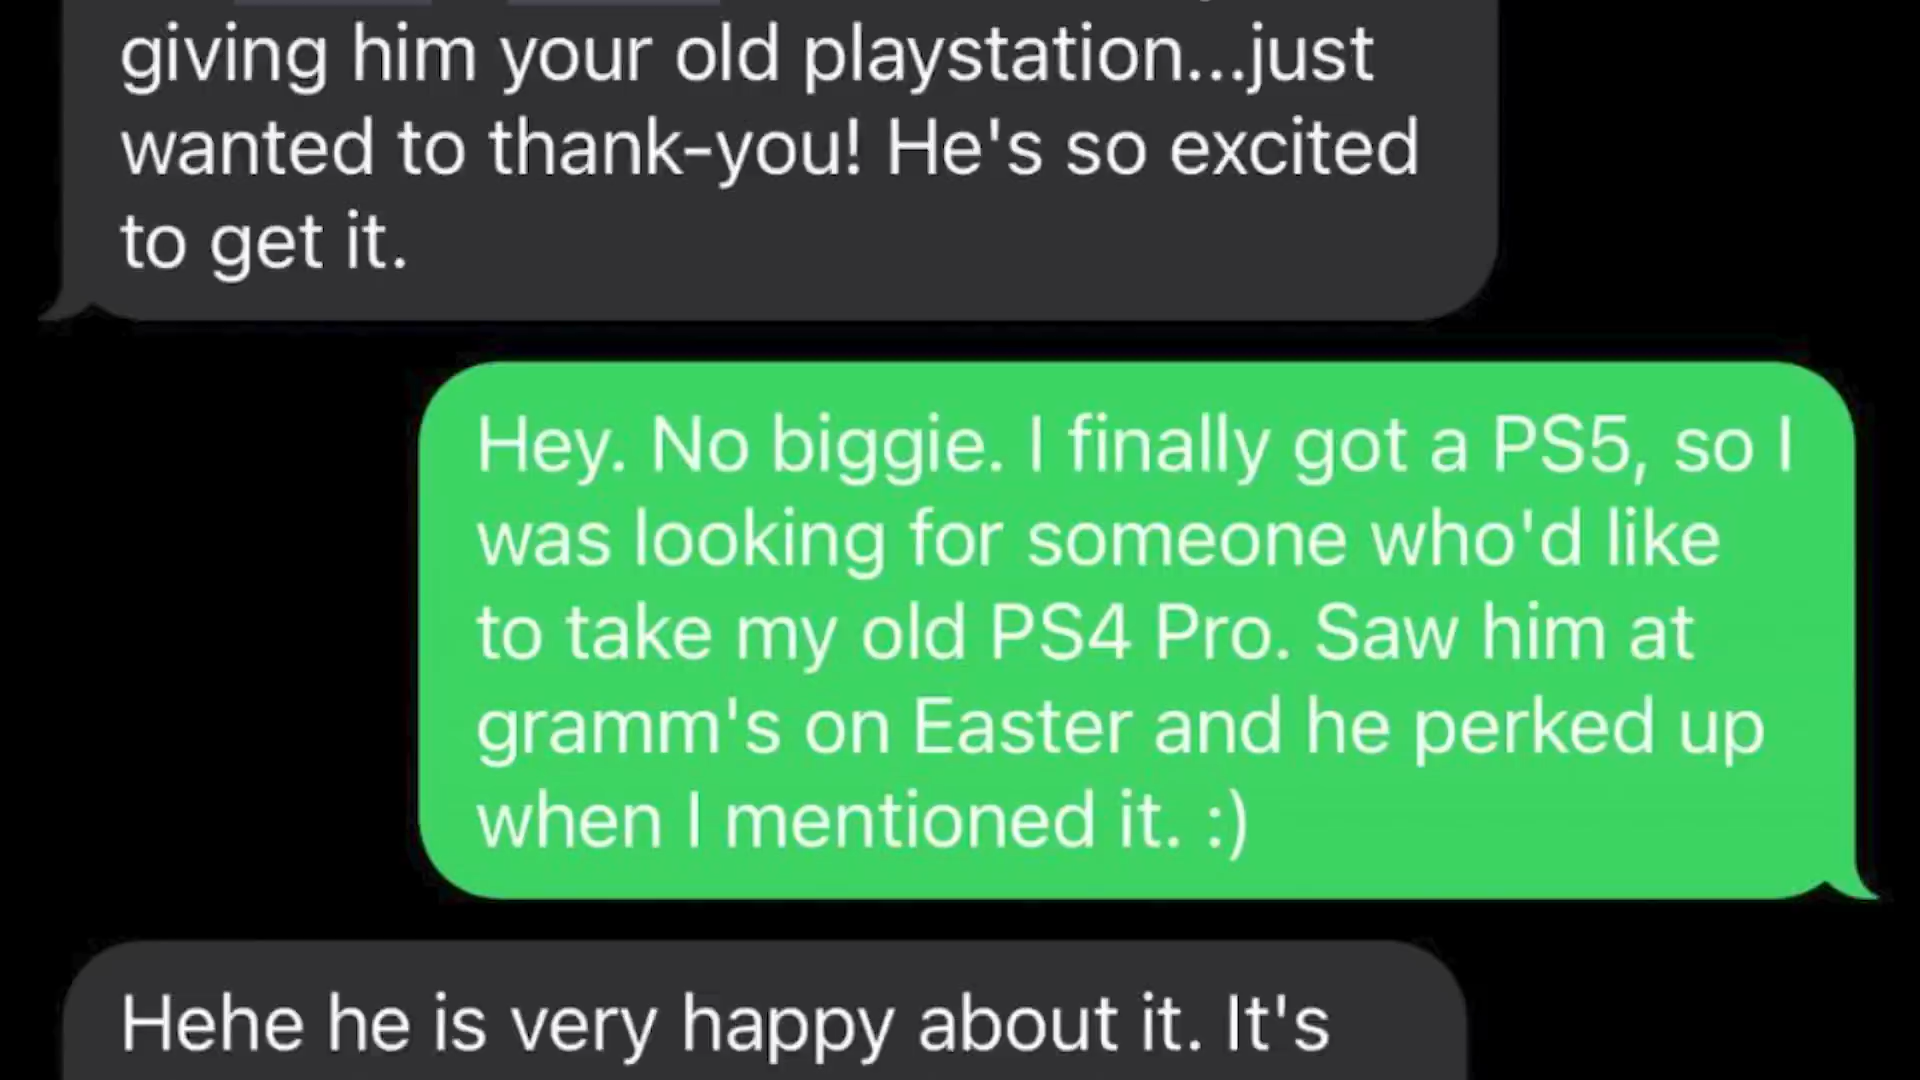 giving him your old playstation...just
wanted to thank-you! He's so excited
to get it.
Hey. No biggie. I finally got a PS5, so I
was looking for someone who'd like
to take my old PS4 Pro. Saw him at
gramm's on Easter and he perked up
when I mentioned it. :)
Hehe he is very happy about it. It's